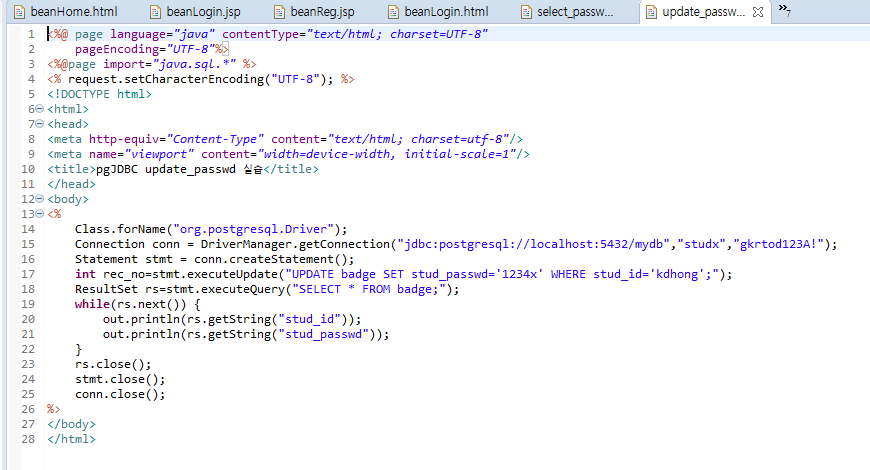 beanHome.html beanLogin.jsp beanReg.jsp beanLogin.html select_passw... update_passw... »7
1 <%@ page language="java" contentType="text/html; charset=UTF-8"
2     pageEncoding="UTF-8"%>
3 <%@page import="java.sql.*" %>
4 <% request.setCharacterEncoding("UTF-8"); %>
5 <!DOCTYPE html>
6 <html>
7 <head>
8 <meta http-equiv="Content-Type" content="text/html; charset=utf-8"/>
9 <meta name="viewport" content="width=device-width, initial-scale=1"/>
10 <title>pgJDBC update_passwd 실습</title>
11 </head>
12 <body>
13 <%
14     Class.forName("org.postgresql.Driver");
15     Connection conn = DriverManager.getConnection("jdbc:postgresql://localhost:5432/mydb","studx","gkrtod123A!");
16     Statement stmt = conn.createStatement();
17     int rec_no=stmt.executeUpdate("UPDATE badge SET stud_passwd='1234x' WHERE stud_id='kdhong';");
18     ResultSet rs=stmt.executeQuery("SELECT * FROM badge;");
19     while(rs.next()) {
20         out.println(rs.getString("stud_id"));
21         out.println(rs.getString("stud_passwd"));
22     }
23     rs.close();
24     stmt.close();
25     conn.close();
26 %>
27 </body>
28 </html>